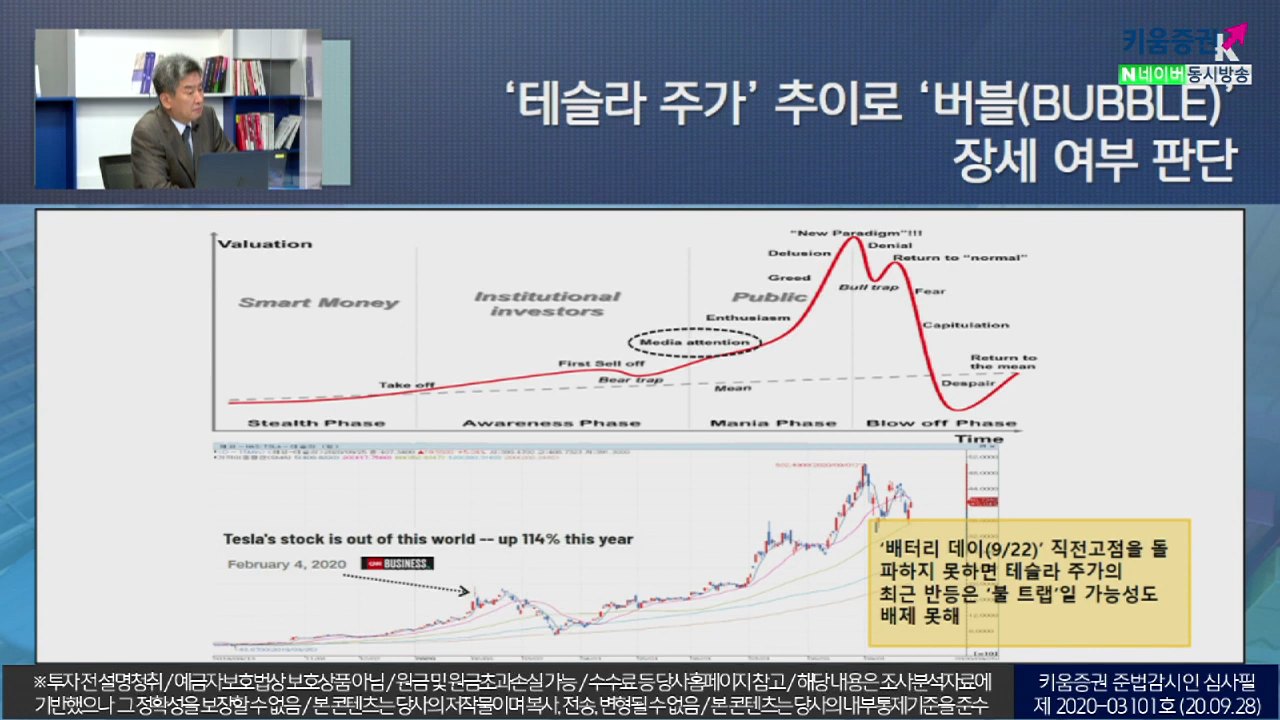 키움증권
N 네이버 동시방송
‘테슬라 주가’ 추이로 ‘버블(BUBBLE)’
장세 여부 판단
Valuation
"New Paradigm"!!!
Delusion
Denial
Return to "normal"
Greed
Bull trap
Fear
Smart Money
Institutional
investors
Public
Enthusiasm
Capitulation
Media attention
First Sell off
Bear trap
Return to
the mean
Take off
Mean
Despair
Stealth Phase
Awareness Phase
Mania Phase
Blow off Phase
Time
Tesla's stock is out of this world -- up 114% this year
February 4, 2020
CNN BUSINESS
‘배터리 데이(9/22)’ 직전고점을 돌
파하지 못하면 테슬라 주가의
최근 반등은 ‘불 트랩’일 가능성도
배제 못해
※ 투자 전 설명청취 / 예금자보호법상 보호상품 아님 / 원금 및 원금초과손실 가능 / 수수료 등 당사홈페이지 참고 / 해당 내용은 조사분석자료에
기반했으나 그 정확성을 보장할 수 없음 / 본 콘텐츠는 당사의 저작물이며 복사, 전송, 변형될 수 없음 / 본 콘텐츠는 당사의 내부통제기준을 준수
키움증권 준법감시인 심사필
제 2020-03101호 (20.09.28)